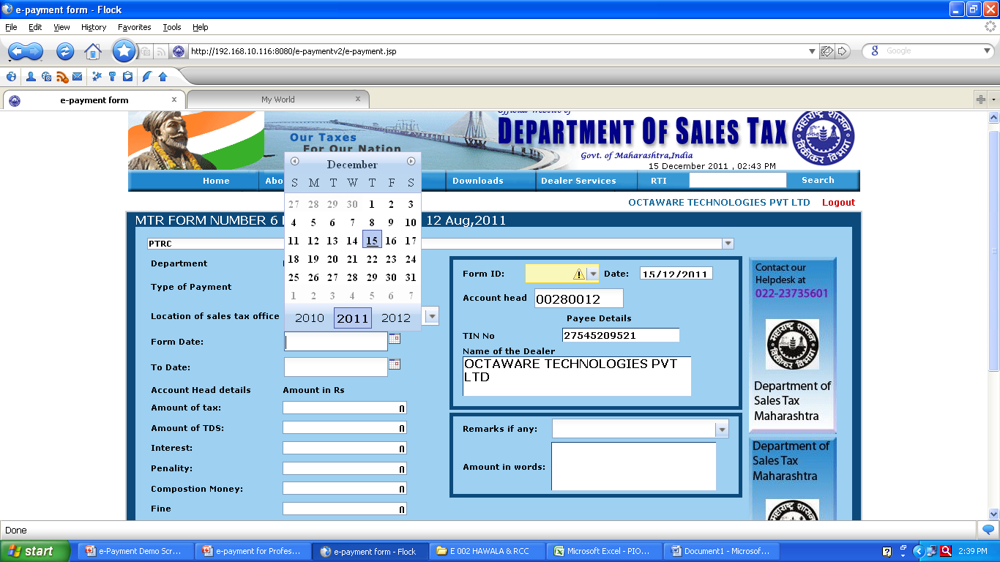 e-payment form - Flock
File Edit View History Favorites Tools Help
http://192.168.10.116:8080/e-paymentv2/e-payment.jsp
Google
e-payment form x
My World x
Our Taxes
For Our Nation
Official Website of
DEPARTMENT OF SALES TAX
Govt. of Maharashtra,India
15 December 2011 , 02:43 PM
महाराष्ट्र शासन
विक्रीकर विभाग
Home Abo Downloads Dealer Services RTI Search
OCTAWARE TECHNOLOGIES PVT LTD Logout
MTR FORM NUMBER 6 12 Aug,2011
PTRC
December
S M T W T F S
27 28 29 30 1 2 3
4 5 6 7 8 9 10
11 12 13 14 15 16 17
18 19 20 21 22 23 24
25 26 27 28 29 30 31
1 2 3 4 5 6 7
2010 2011 2012
Department
Type of Payment
Location of sales tax office
Form Date:
To Date:
Account Head details Amount in Rs
Amount of tax: 0
Amount of TDS: 0
Interest: 0
Penality: 0
Compostion Money: 0
Fine 0
Form ID: Date: 15/12/2011
Account head 00280012
Payee Details
TIN No 27545209521
Name of the Dealer
OCTAWARE TECHNOLOGIES PVT
LTD
Remarks if any:
Amount in words:
Contact our
Helpdesk at
022-23735601
महाराष्ट्र शासन
विक्रीकर विभाग
Department of
Sales Tax
Maharashtra
Department of
Sales Tax
Maharashtra
महाराष्ट्र शासन
Done
start
e-Payment Demo Scr...
e-payment for Profes...
e-payment form - Flock
E 002 HAWALA & RCC
Microsoft Excel - PIO...
Document1 - Microsof...
2:39 PM